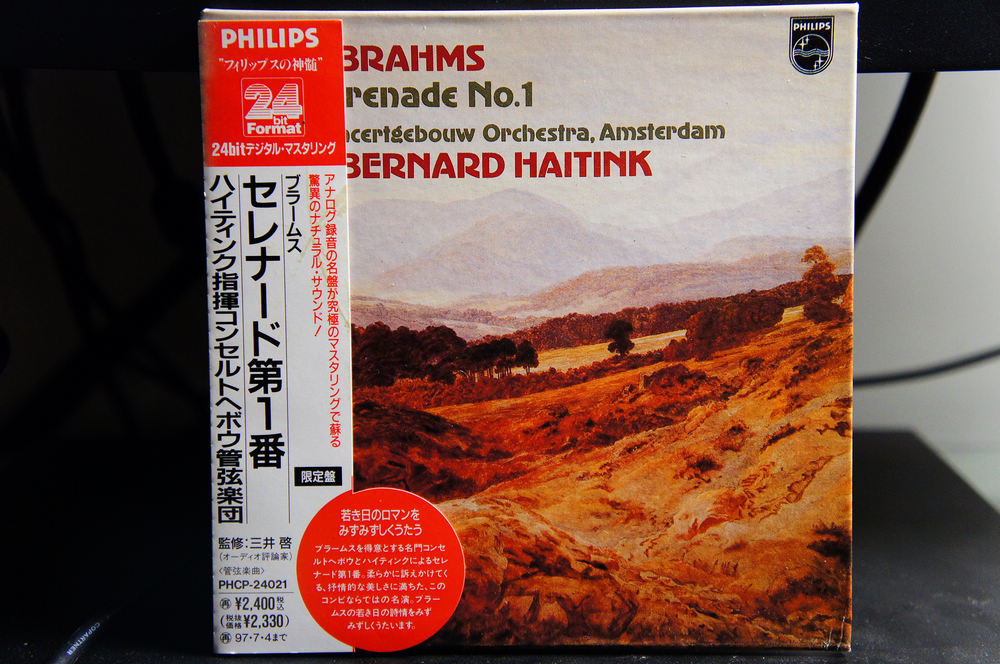 PHILIPS
"フィリップスの神髄"
24
bit
Format
24bitデジタル・マスタリング
アナログ録音の名盤が究極のマスタリングで蘇る
驚異のナチュラル・サウンド!
ブラームス
セレナード第1番
ハイティンク指揮コンセルトヘボウ管弦楽団
限定盤
監修:三井 啓
(オーディオ評論家)
〈管弦楽曲〉
PHCP-24021
再 ¥2,400税込
(税抜価格¥2,330)
再 97・7・4まで
若き日のロマンを
みずみずしくうたう
ブラームスを得意とする名門コンセ
ルトヘボウとハイティンクによるセレ
ナード第1番。柔らかに訴えかけてく
る、抒情的な美しさに満ちた、この
コンビならではの名演。ブラー
ムスの若き日の詩情をみず
みずしくうたいます。
BRAHMS
renade No.1
ncertgebouw Orchestra, Amsterdam
BERNARD HAITINK
PHILIPS
COPARTNER